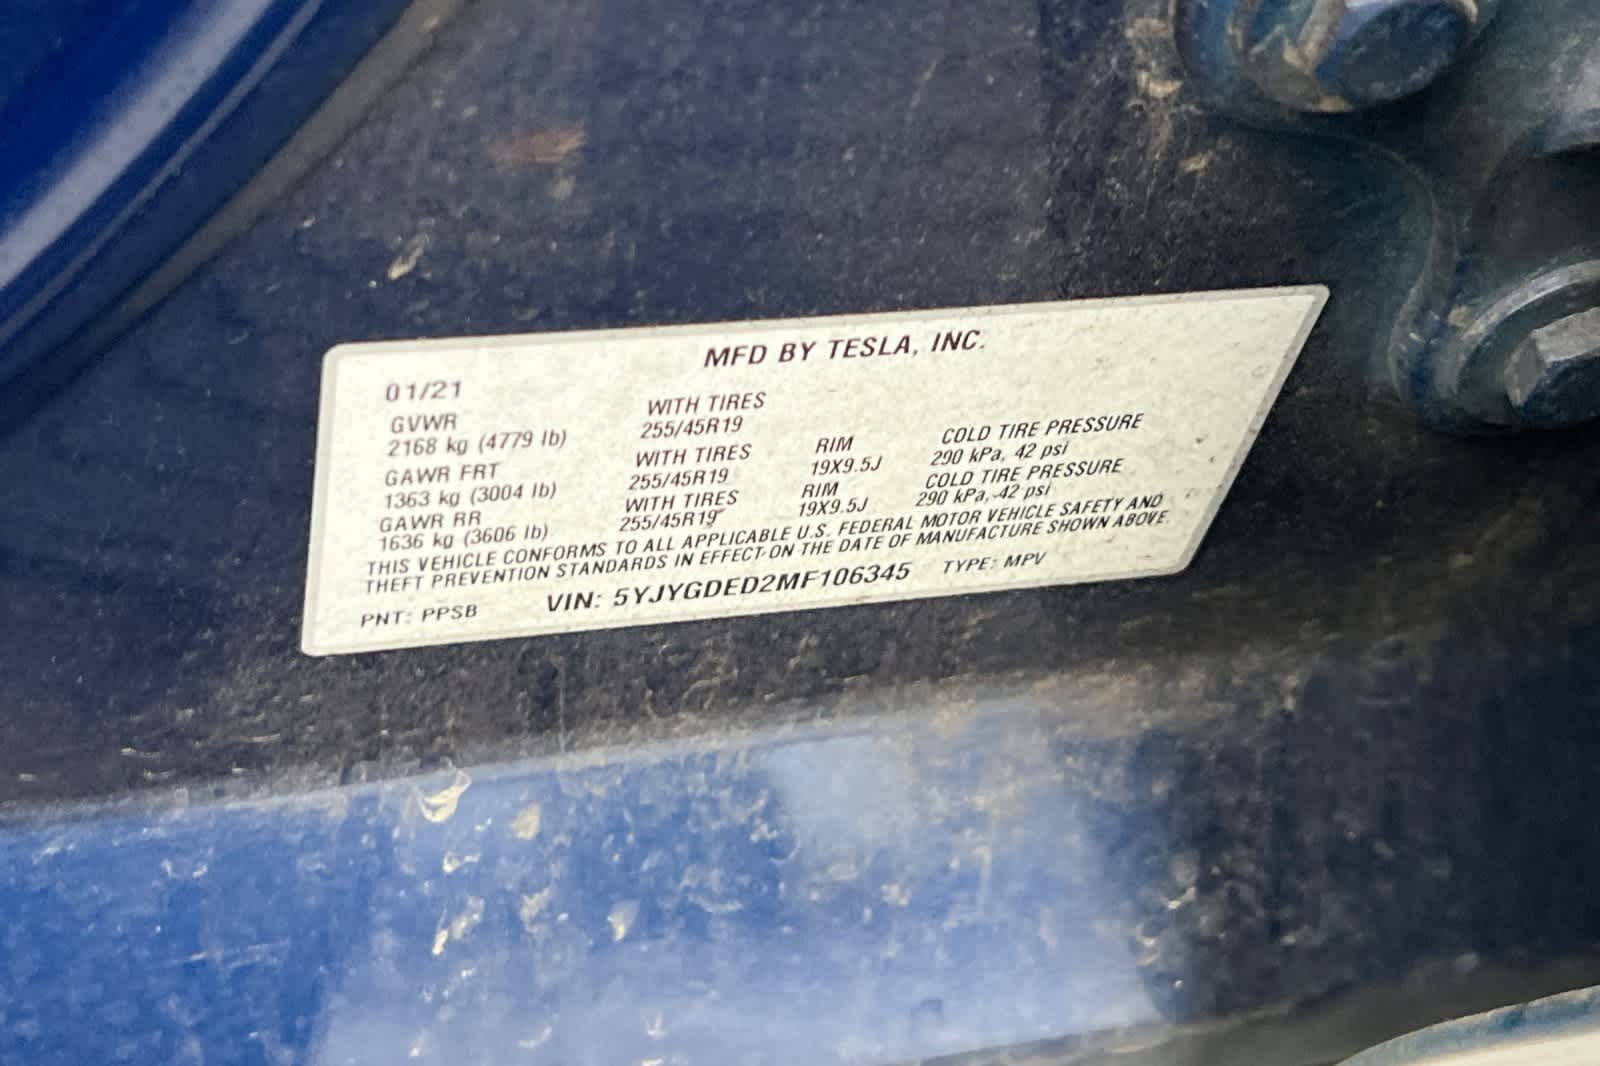 MFD BY TESLA, INC.
01/21
GVWR WITH TIRES
2168 kg (4779 lb) 255/45R19
GAWR FRT WITH TIRES RIM COLD TIRE PRESSURE
1363 kg (3004 lb) 255/45R19 19X9.5J 290 kPa, 42 psi
GAWR RR WITH TIRES RIM COLD TIRE PRESSURE
1636 kg (3606 lb) 255/45R19 19X9.5J 290 kPa, 42 psi
THIS VEHICLE CONFORMS TO ALL APPLICABLE U.S. FEDERAL MOTOR VEHICLE SAFETY AND
THEFT PREVENTION STANDARDS IN EFFECT ON THE DATE OF MANUFACTURE SHOWN ABOVE.
PNT: PPSB VIN: 5YJYGDED2MF106345 TYPE: MPV